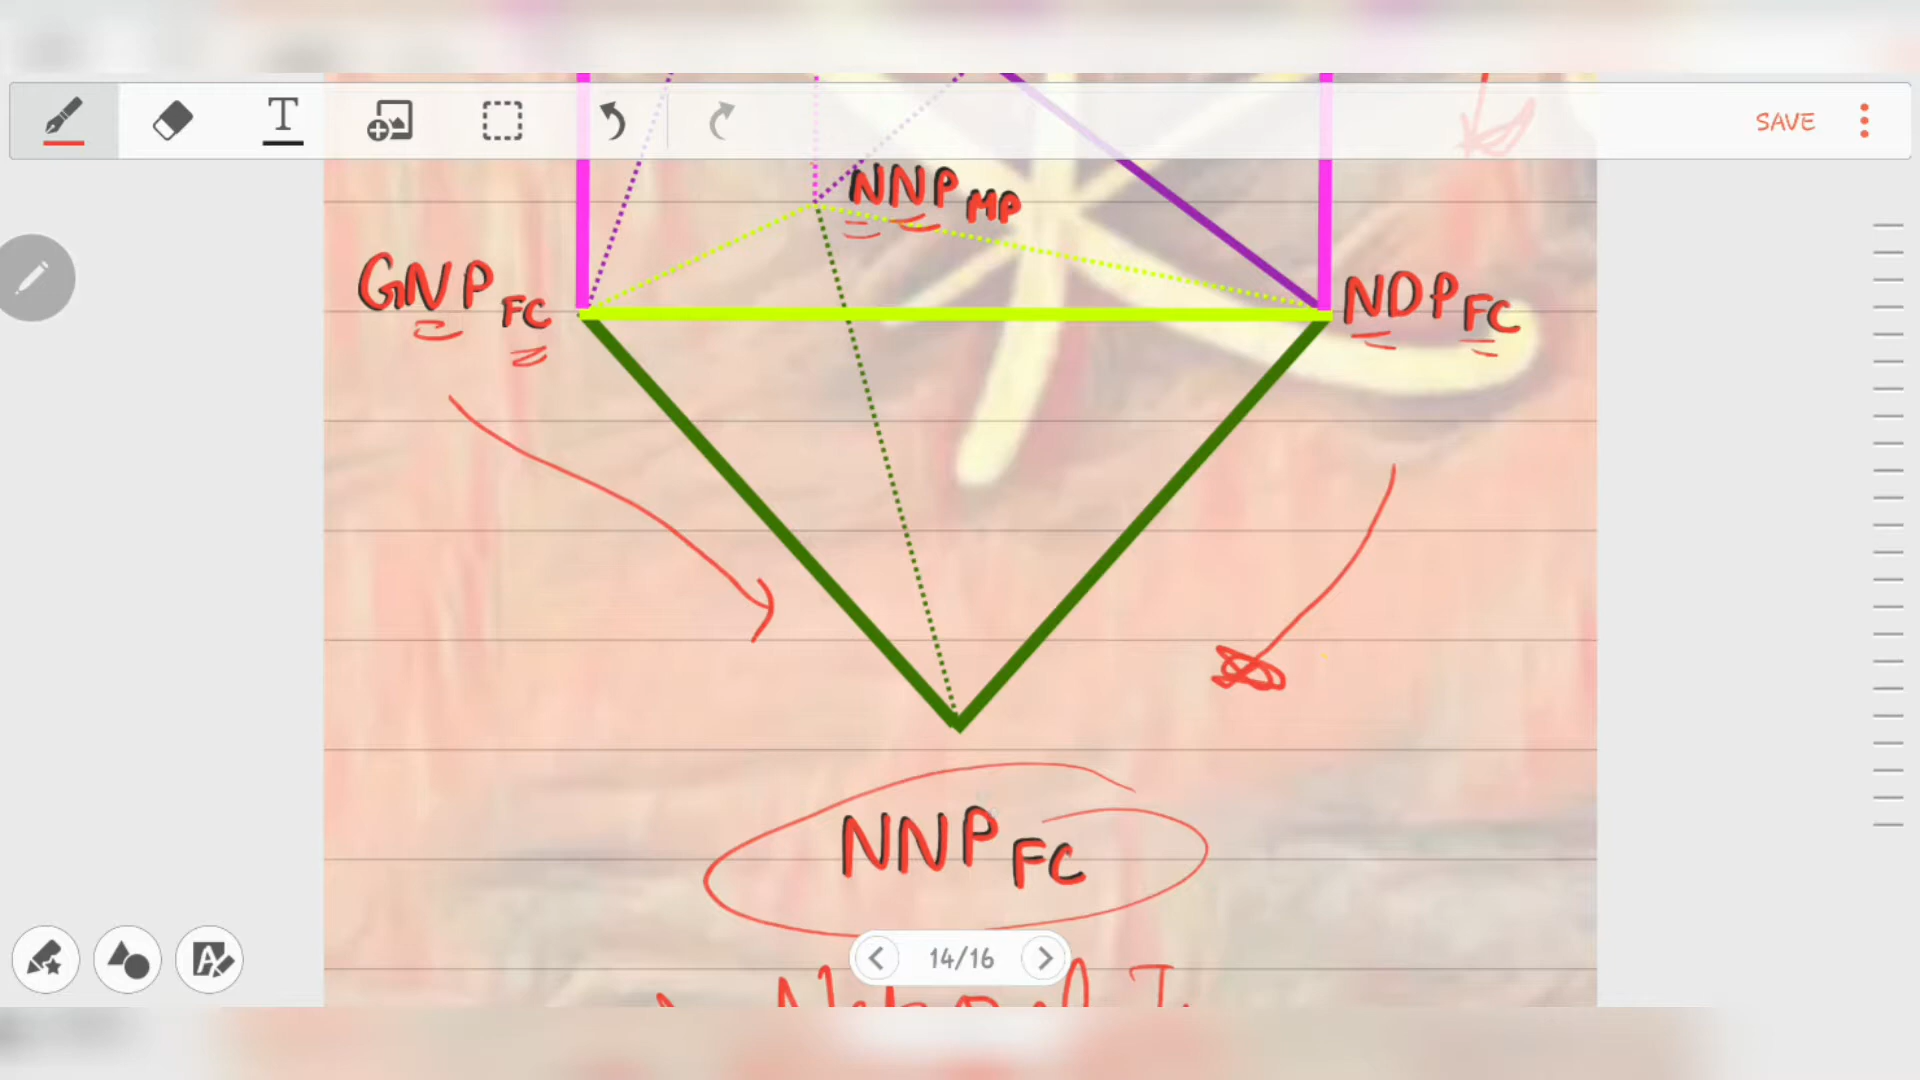 T
SAVE
NNP MP
GNP FC
NDP FC
NNP FC
14/16